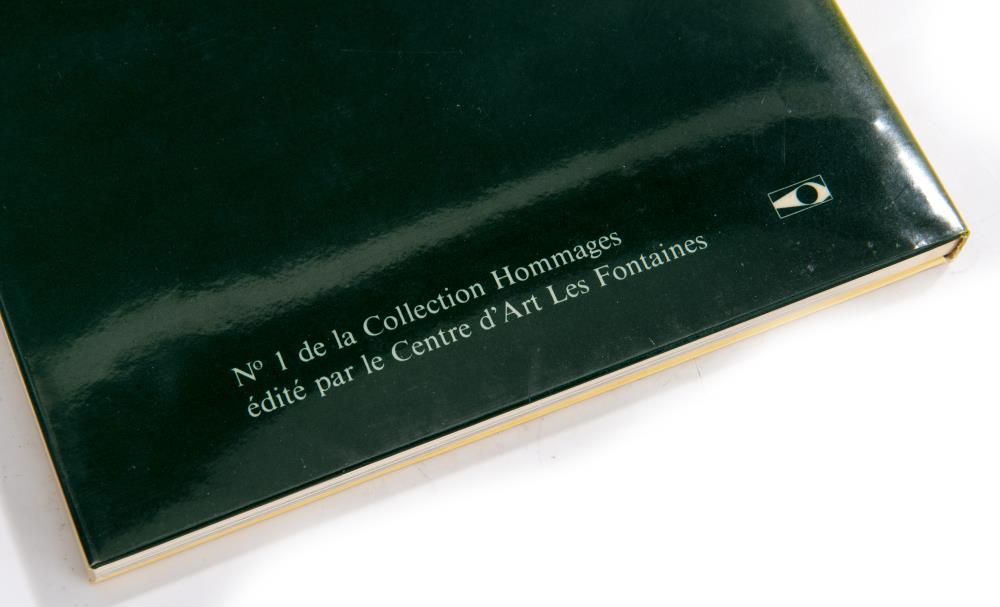 Nº 1 de la Collection Hommages
édité par le Centre d'Art Les Fontaines